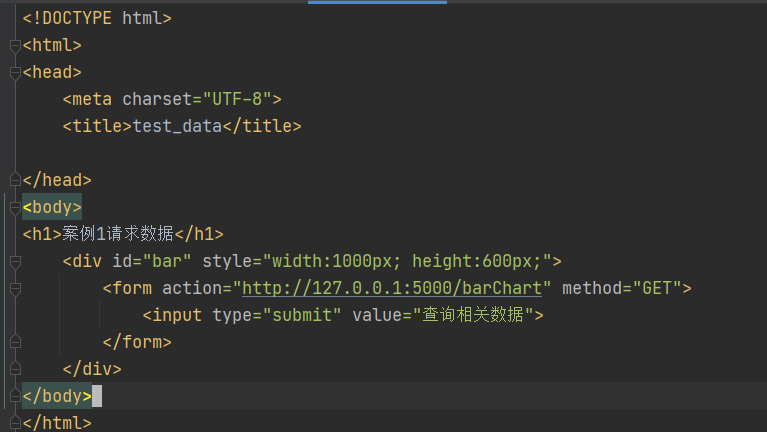 <!DOCTYPE html>
<html>
<head>
    <meta charset="UTF-8">
    <title>test_data</title>
</head>
<body>
<h1>案例1请求数据</h1>
    <div id="bar" style="width:1000px; height:600px;">
        <form action="http://127.0.0.1:5000/barChart" method="GET">
            <input type="submit" value="查询相关数据">
        </form>
    </div>
</body>
</html>